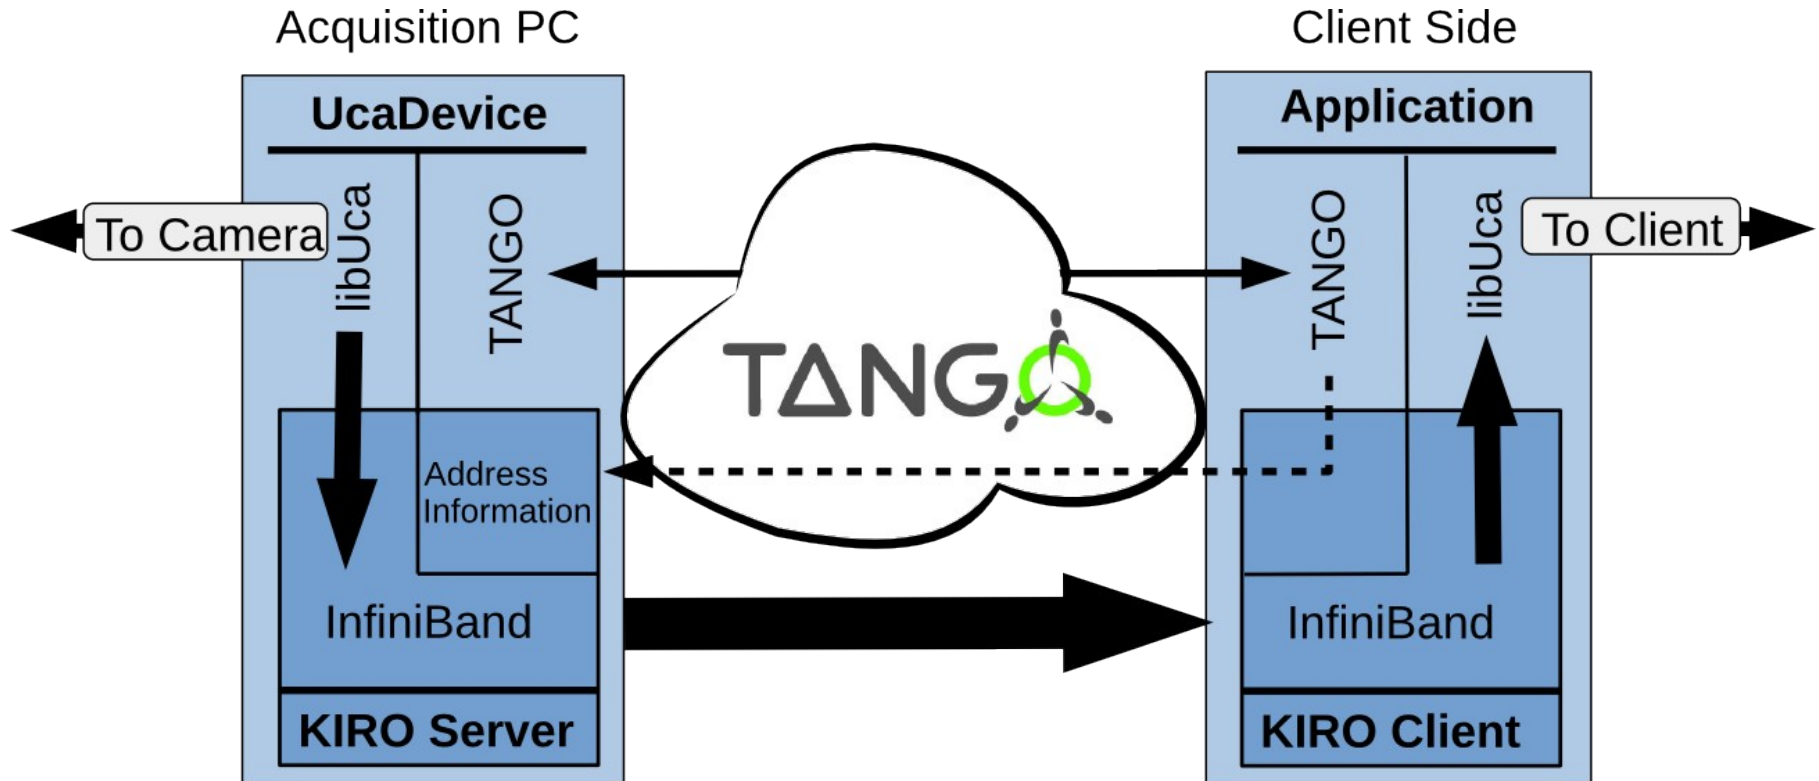 Acquisition PC
Client Side
UcaDevice
Application
To Camera
libUca
TANGO
TANGO
TANGO
libUca
To Client
Address
Information
InfiniBand
InfiniBand
KIRO Server
KIRO Client